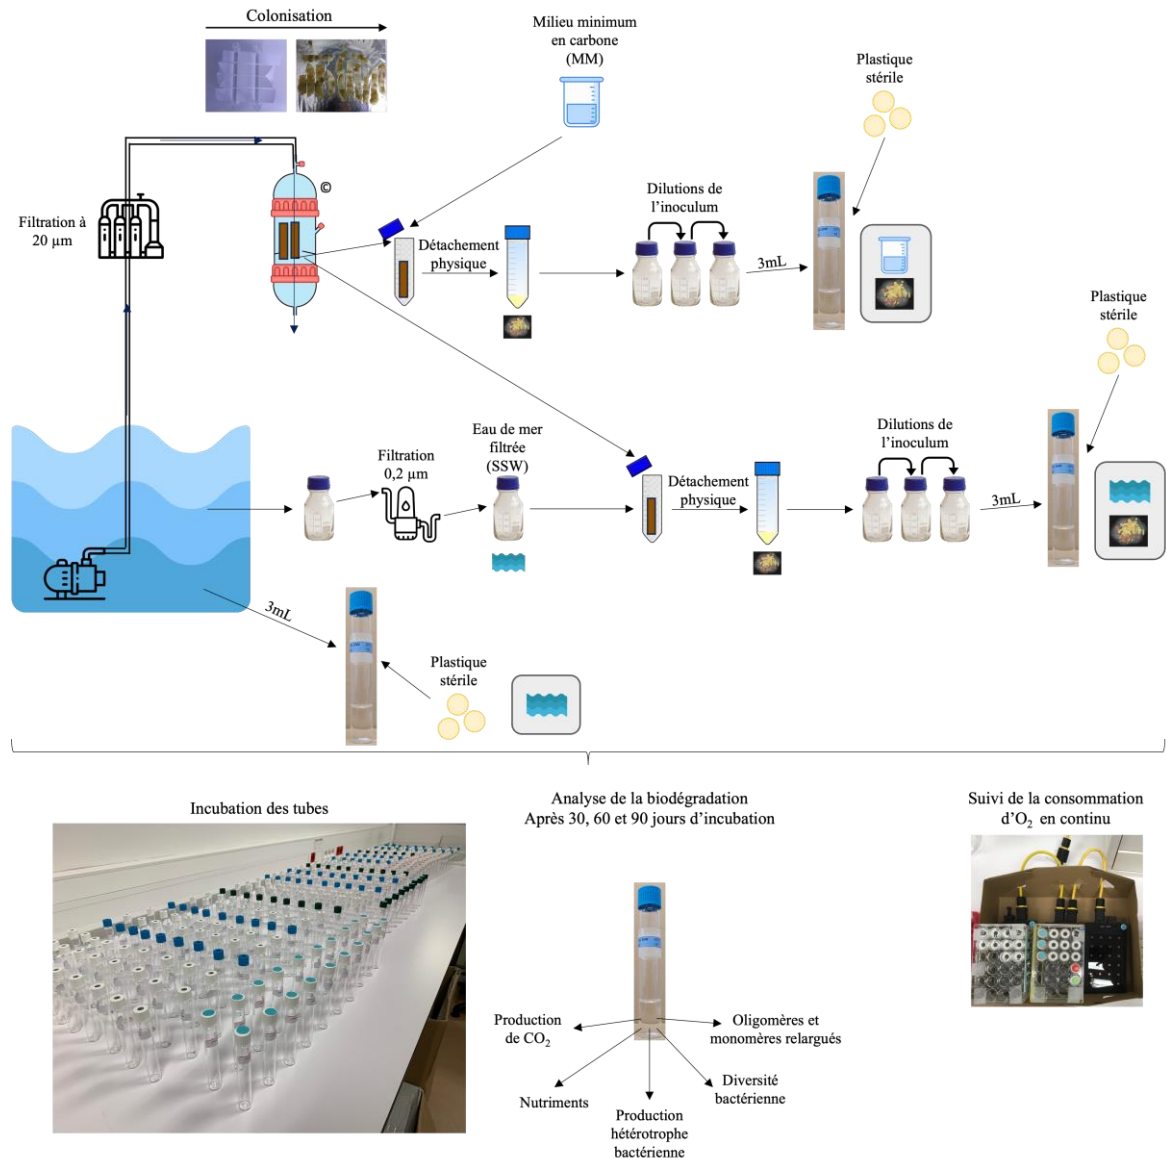 Colonisation
Milieu minimum
en carbone
(MM)
Plastique
stérile
Filtration à
20 µm
©
Détachement
physique
Dilutions de
l’inoculum
3mL
Plastique
stérile
Eau de mer
filtrée
(SSW)
Filtration
0,2 µm
Détachement
physique
Dilutions de
l’inoculum
3mL
3mL
Plastique
stérile
Incubation des tubes
Analyse de la biodégradation
Après 30, 60 et 90 jours d’incubation
Suivi de la consommation
d’O₂ en continu
Production
de CO₂
Oligomères et
monomères relargués
Nutriments
Diversité
bactérienne
Production
hétérotrophe
bactérienne